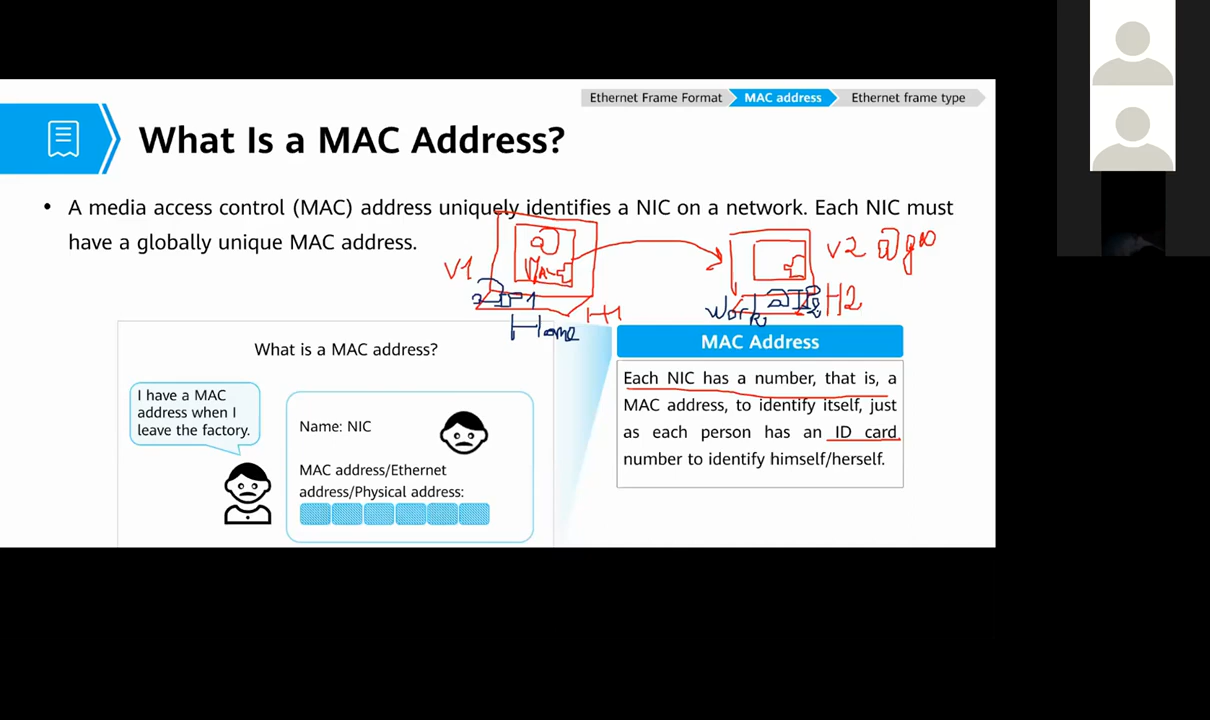 Ethernet Frame Format MAC address Ethernet frame type
What Is a MAC Address?
• A media access control (MAC) address uniquely identifies a NIC on a network. Each NIC must
have a globally unique MAC address.
V1
V2
H1
H2
Home
Work
What is a MAC address?
I have a MAC
address when I
leave the factory.
Name: NIC
MAC address/Ethernet
address/Physical address:
MAC Address
Each NIC has a number, that is, a
MAC address, to identify itself, just
as each person has an ID card
number to identify himself/herself.